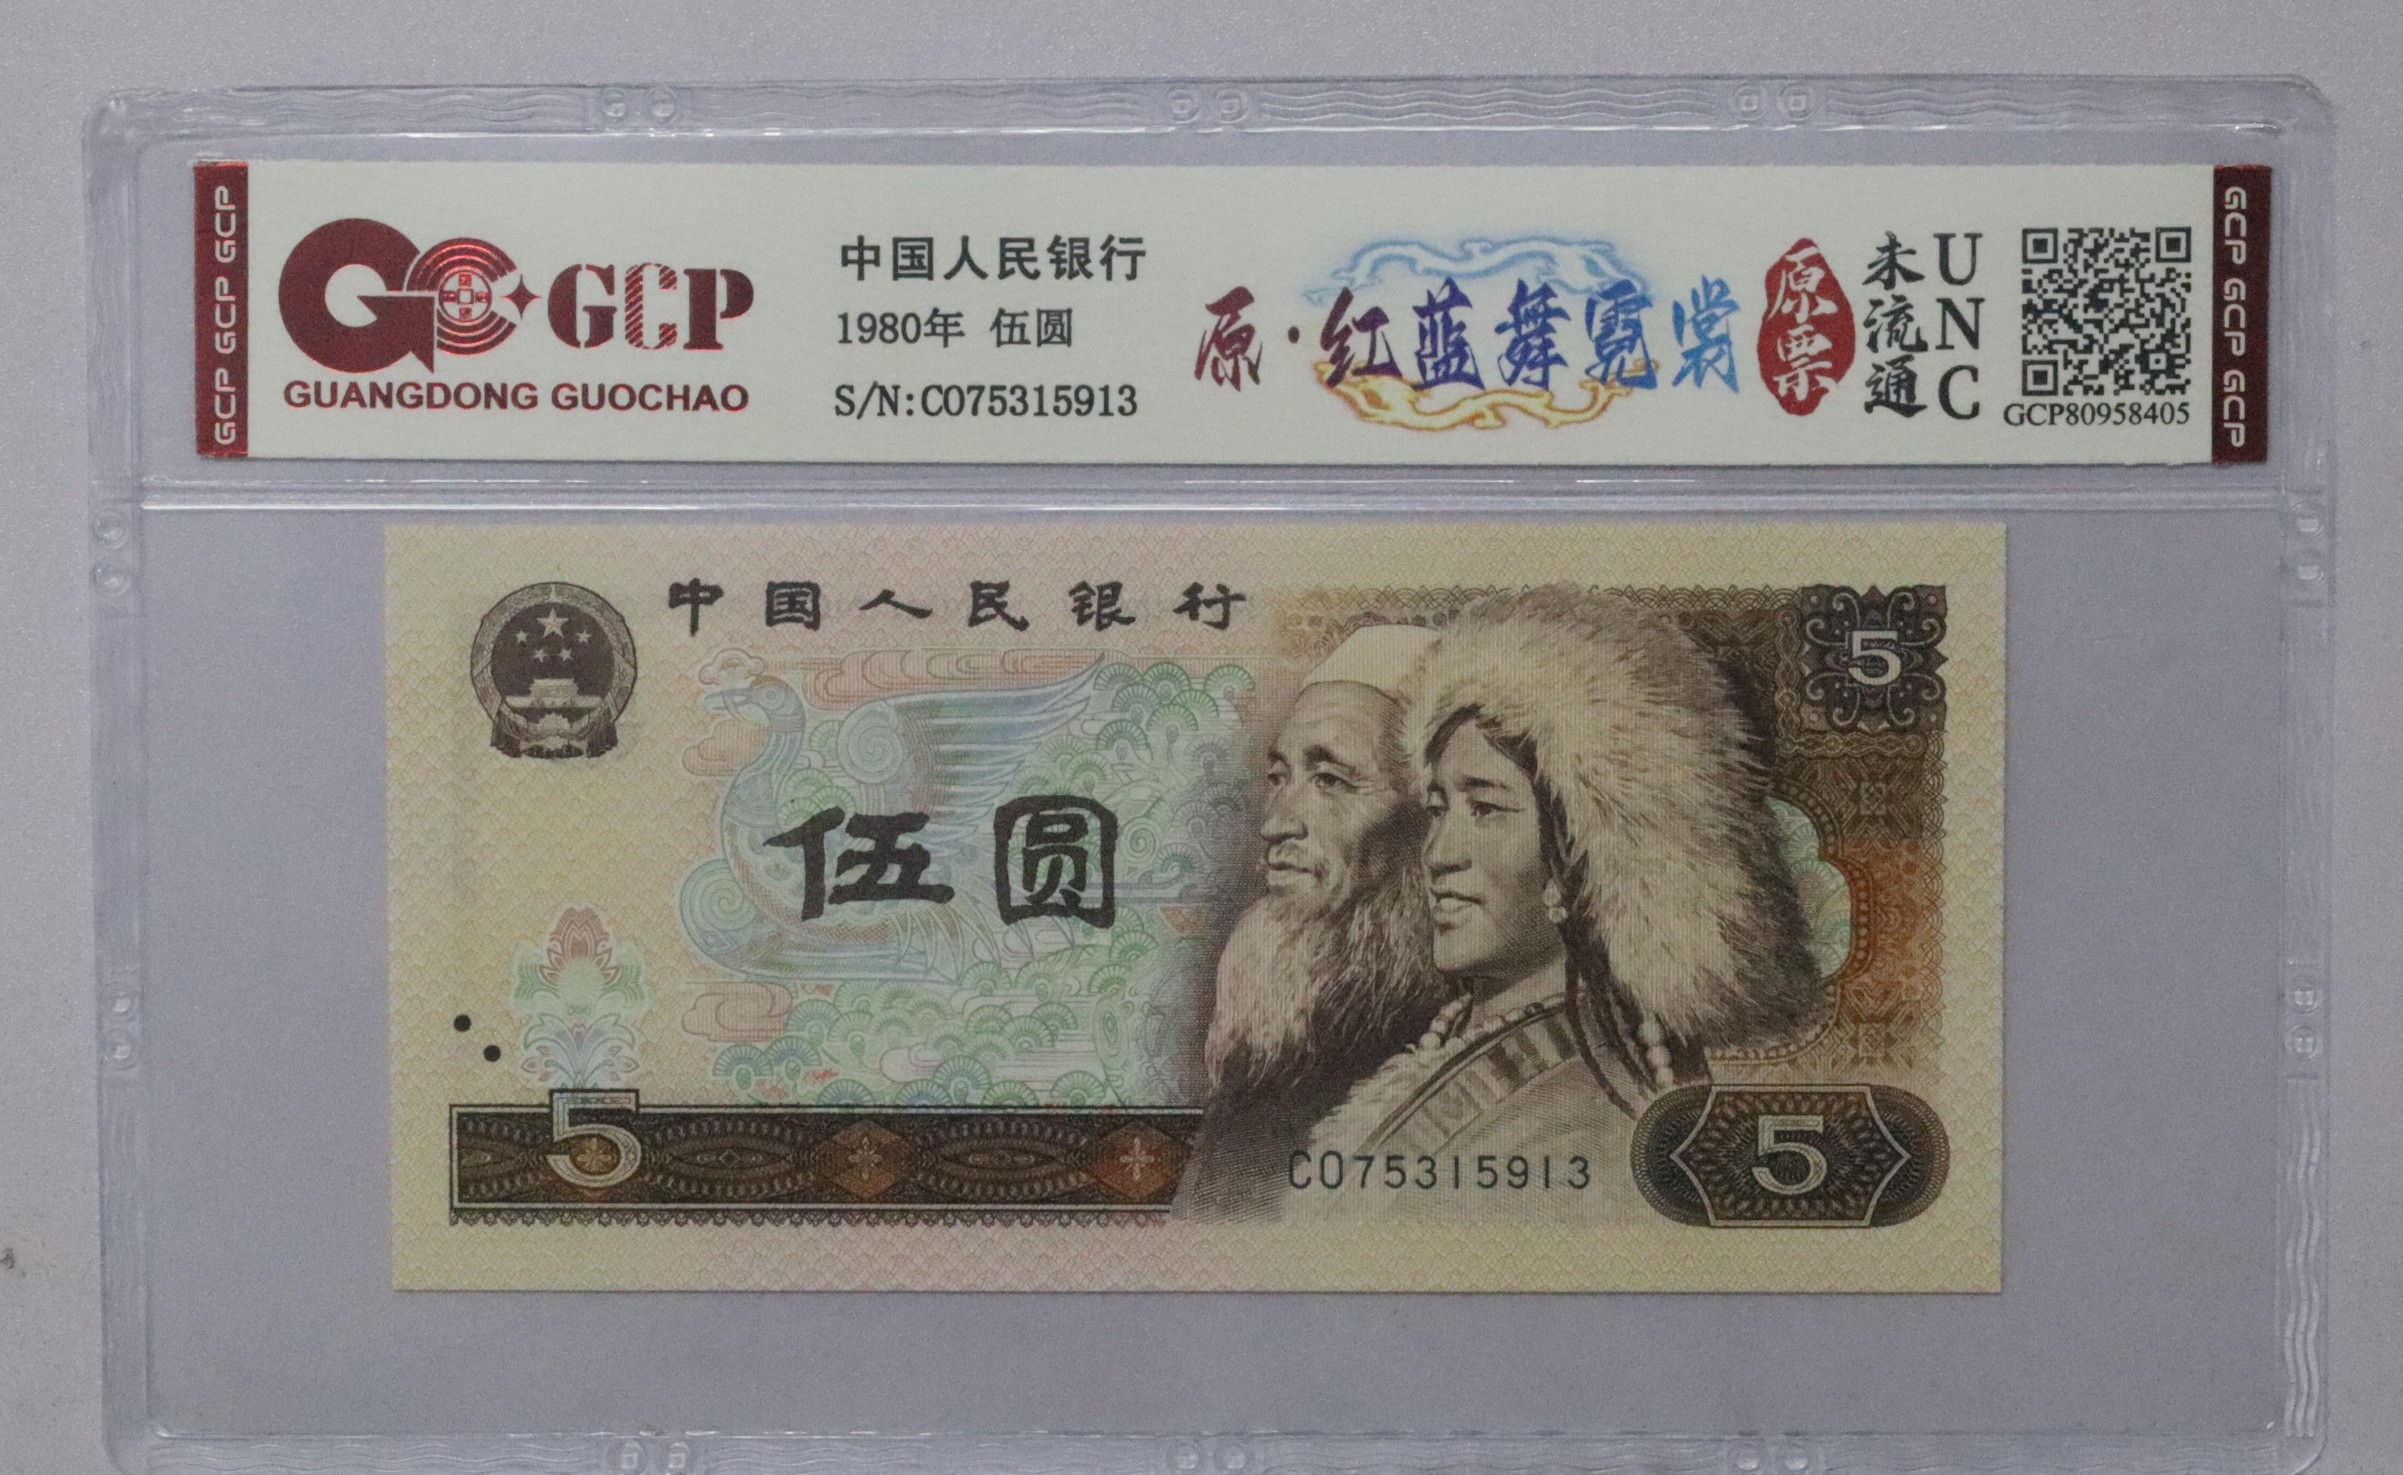 GCP GCP GCP
GCP
GUANGDONG GUOCHAO
中国人民银行
1980年 伍圆
S/N:CO75315913
原·红蓝舞霓裳
原票
未流通
UNC
GCP80958405
GCP GCP GCP
中国人民银行
5
伍圆
5
CO75315913
5